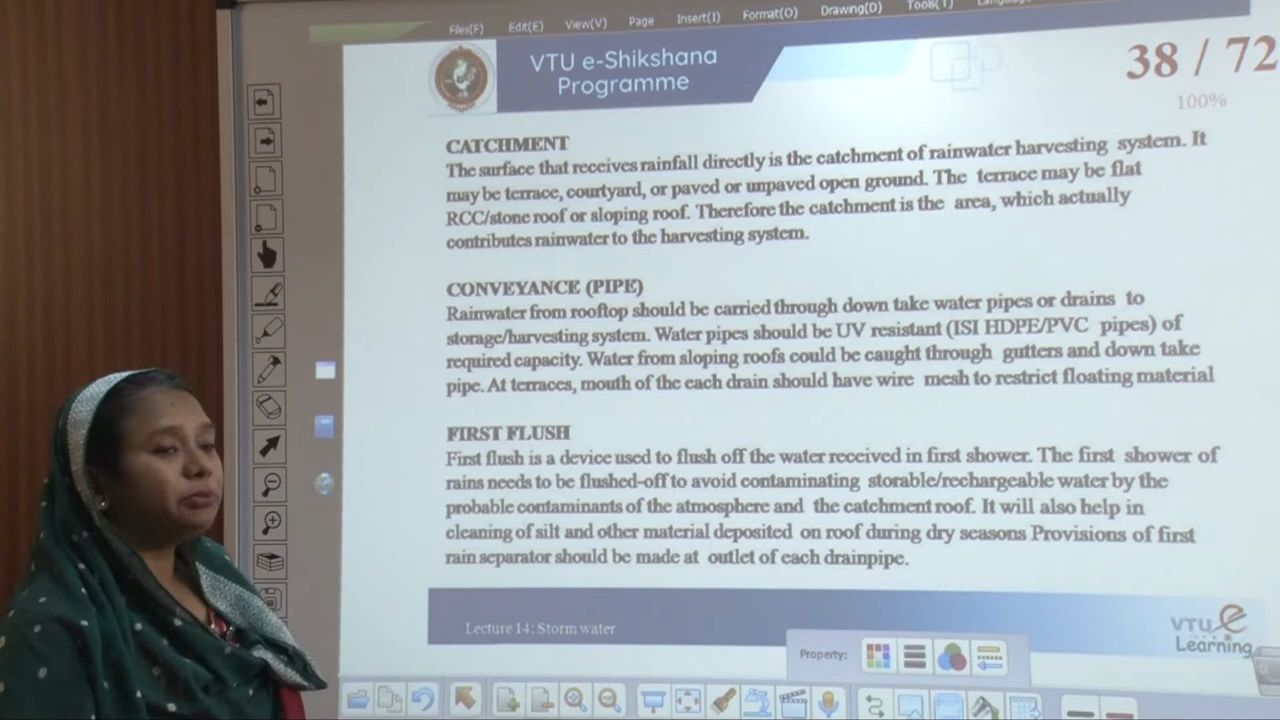 Files(F) Edit(E) View(V) Page Insert(I) Format(O) Drawing(D) Tools(T)
VTU e-Shikshana
Programme
38 / 72
100%
CATCHMENT
The surface that receives rainfall directly is the catchment of rainwater harvesting system. It
may be terrace, courtyard, or paved or unpaved open ground. The terrace may be flat
RCC/stone roof or sloping roof. Therefore the catchment is the area, which actually
contributes rainwater to the harvesting system.
CONVEYANCE (PIPE)
Rainwater from rooftop should be carried through down take water pipes or drains to
storage/harvesting system. Water pipes should be UV resistant (ISI HDPE/PVC pipes) of
required capacity. Water from sloping roofs could be caught through gutters and down take
pipe. At terraces, mouth of the each drain should have wire mesh to restrict floating material
FIRST FLUSH
First flush is a device used to flush off the water received in first shower. The first shower of
rains needs to be flushed-off to avoid contaminating storable/rechargeable water by the
probable contaminants of the atmosphere and the catchment roof. It will also help in
cleaning of silt and other material deposited on roof during dry seasons Provisions of first
rain separator should be made at outlet of each drainpipe.
Lecture 14: Storm water
VTU e
Learning
Property: